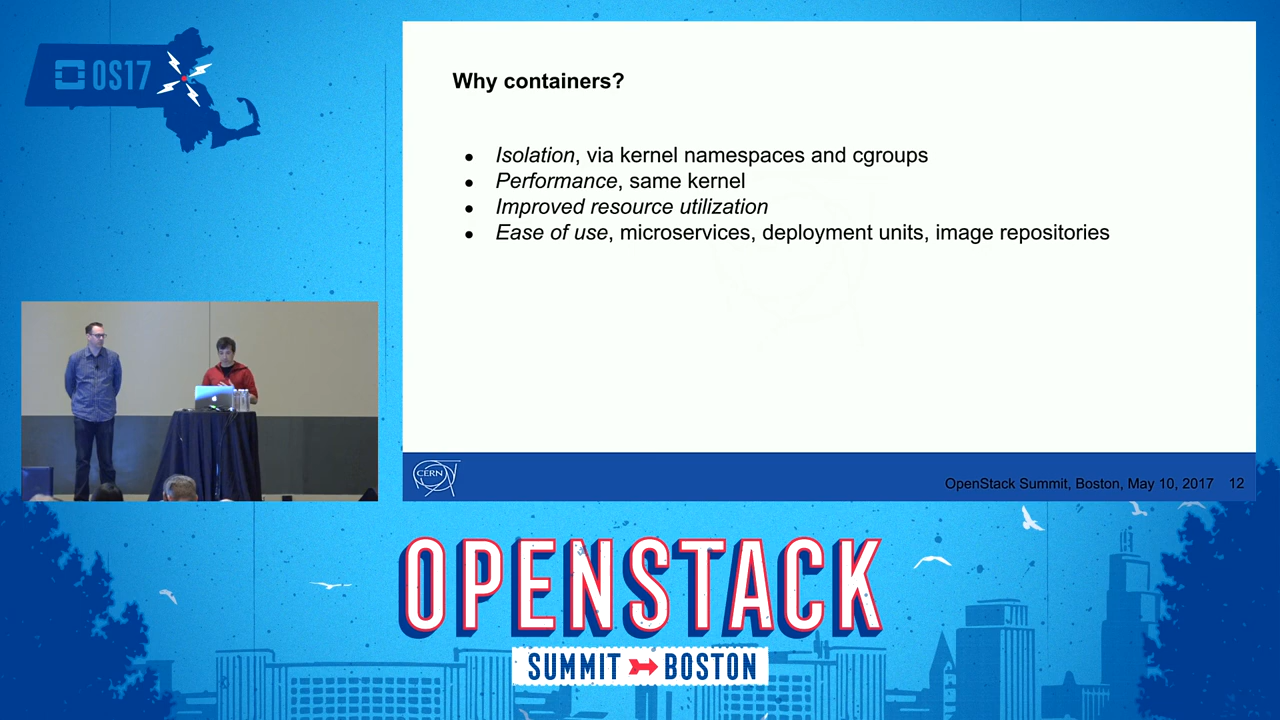 OS17
Why containers?
● Isolation, via kernel namespaces and cgroups
● Performance, same kernel
● Improved resource utilization
● Ease of use, microservices, deployment units, image repositories
CERN
OpenStack Summit, Boston, May 10, 2017 12
OPENSTACK
SUMMIT BOSTON